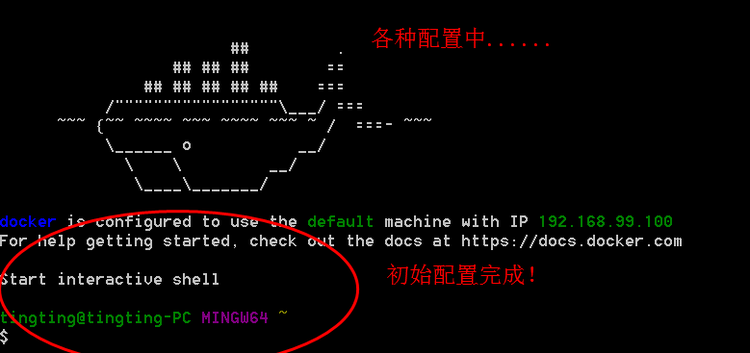 各种配置中......
##         .
## ## ##        ==
## ## ## ## ##    ===
/"""""""""""""""""\___/ ===
~~~ {~~ ~~~~ ~~~ ~~~~ ~~~ ~ /  ===- ~~~
\______ o           __/
\    \         __/
\____\_______/
docker is configured to use the default machine with IP 192.168.99.100
For help getting started, check out the docs at https://docs.docker.com
Start interactive shell
初始配置完成！
tingting@tingting-PC MINGW64 ~
$